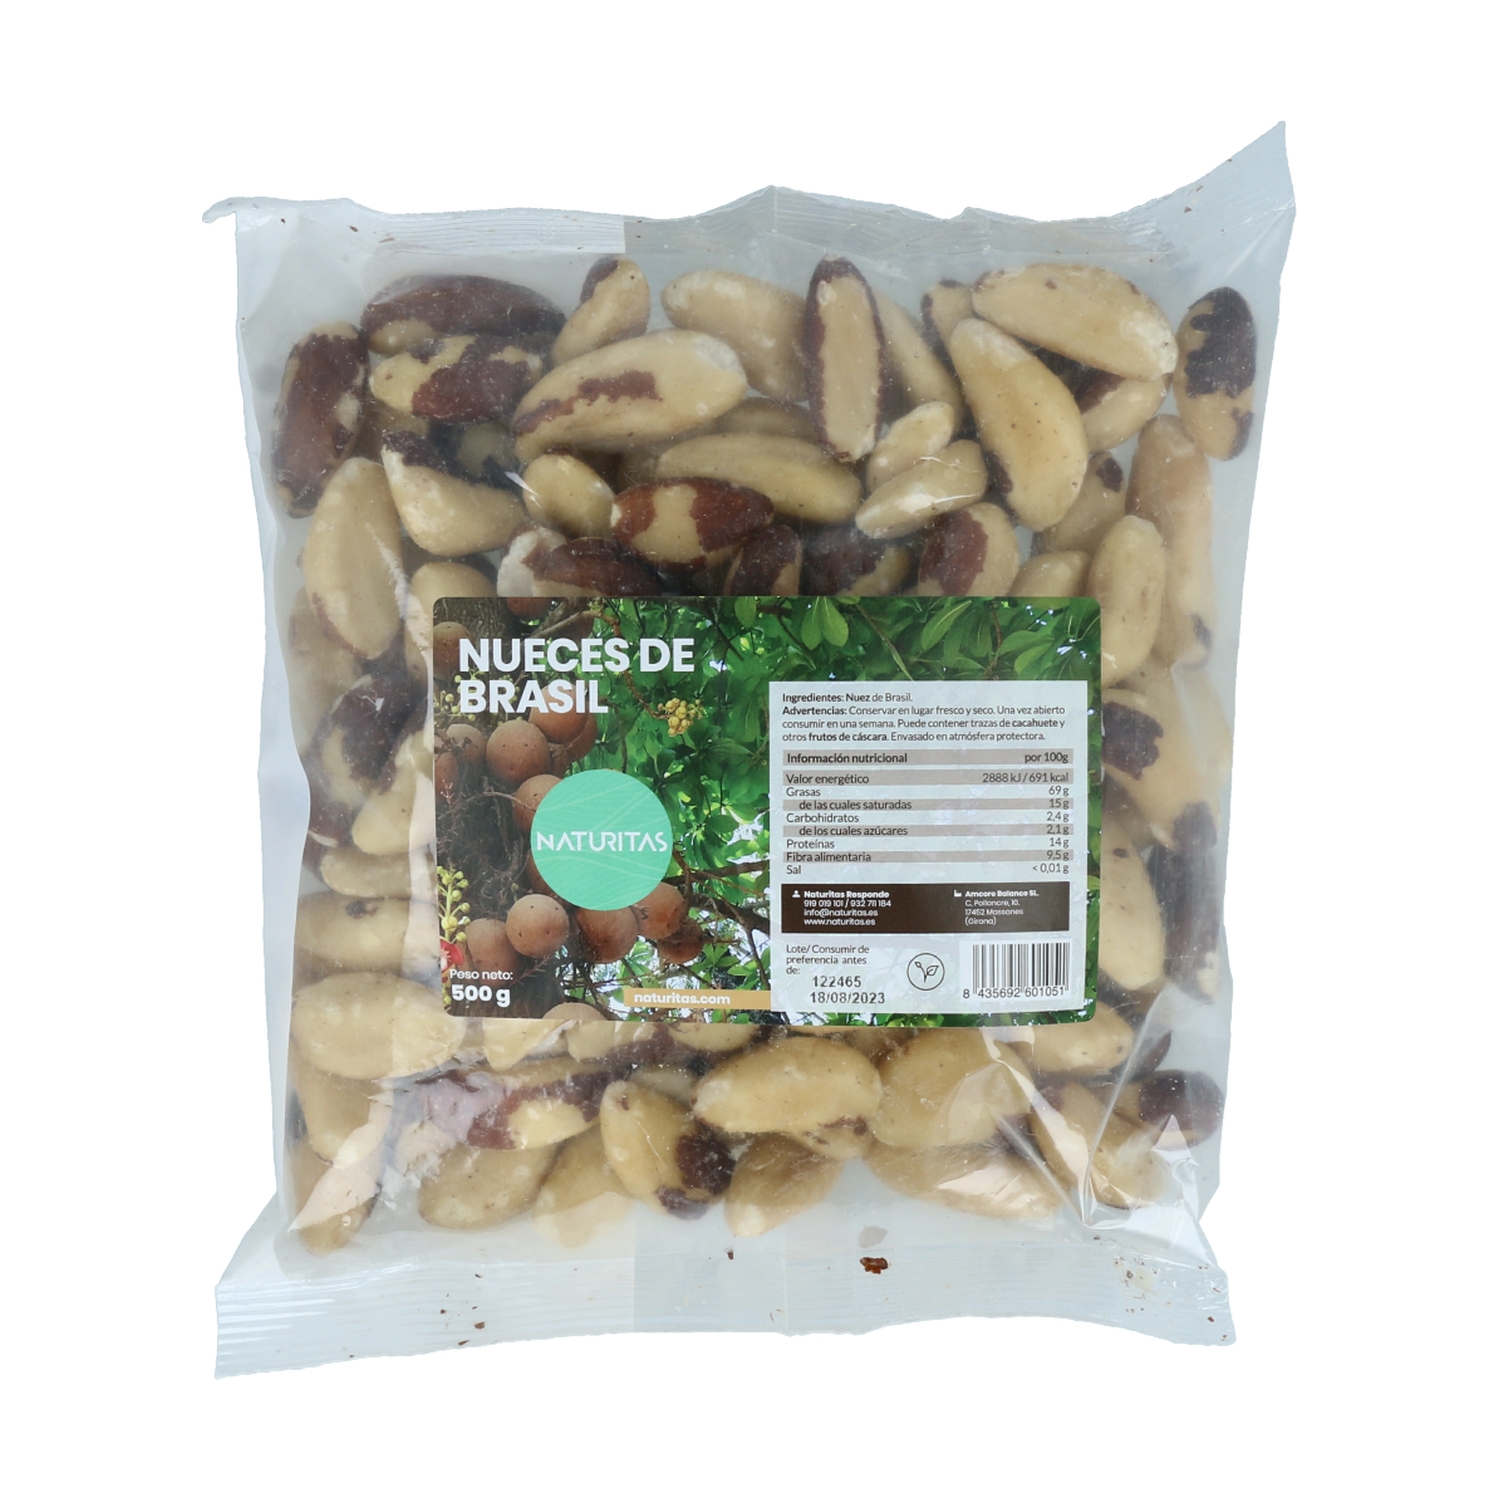 NUECES DE
BRASIL
NATURITAS
Peso neto:
500 g
naturitas.com
Ingredientes: Nuez de Brasil.
Advertencias: Conservar en lugar fresco y seco. Una vez abierto
consumir en una semana. Puede contener trazas de cacahuete y
otros frutos de cáscara. Envasado en atmósfera protectora.
Información nutricional por 100g
Valor energético 2888 kJ / 691 kcal
Grasas 69 g
de las cuales saturadas 15 g
Carbohidratos 2,4 g
de los cuales azúcares 2,1 g
Proteínas 14 g
Fibra alimentaria 9,5 g
Sal < 0,01 g
Naturitas Responde
919 019 101 / 932 711 184
info@naturitas.es
www.naturitas.es
Amcore Balance SL.
C, Pollancre, 10.
17452 Massanes
(Girona)
Lote/ Consumir de
preferencia antes
de:
122465
18/08/2023
8 435692 601051